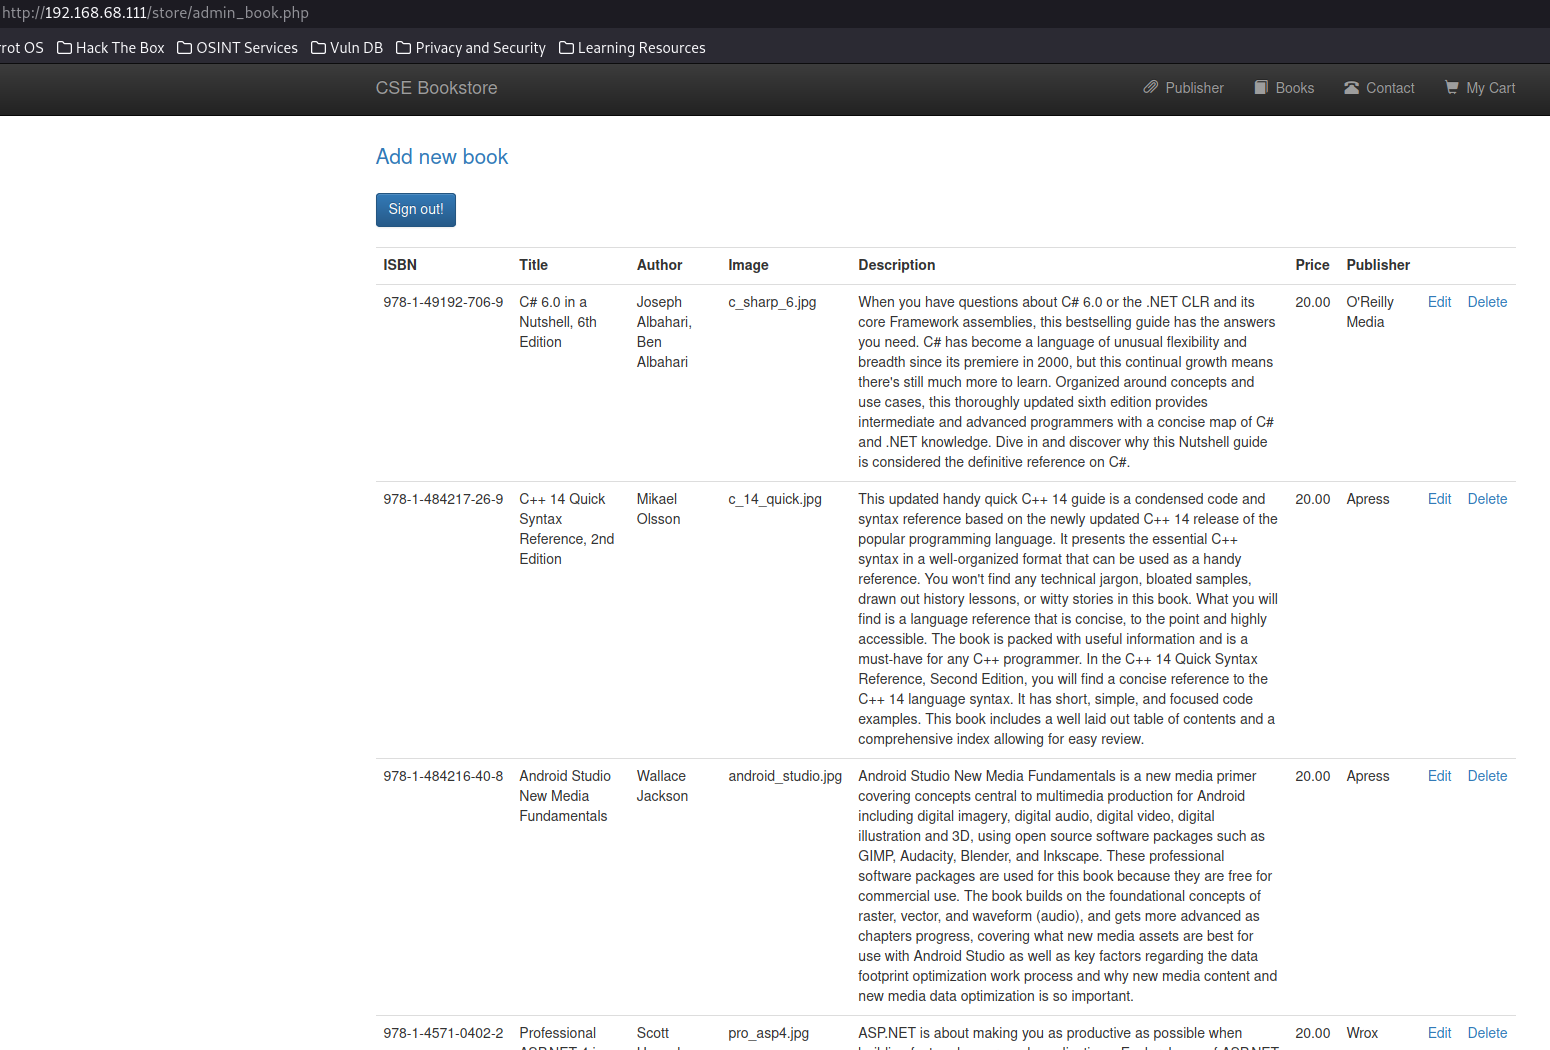 http://192.168.68.111/store/admin_book.php
rot OS Hack The Box OSINT Services Vuln DB Privacy and Security Learning Resources
CSE Bookstore Publisher Books Contact My Cart
Add new book
Sign out!
ISBN Title Author Image Description Price Publisher
978-1-49192-706-9 C# 6.0 in a Joseph c_sharp_6.jpg When you have questions about C# 6.0 or the .NET CLR and its 20.00 O'Reilly Edit Delete
Nutshell, 6th Albahari, core Framework assemblies, this bestselling guide has the answers Media
Edition Ben you need. C# has become a language of unusual flexibility and
Albahari breadth since its premiere in 2000, but this continual growth means
there's still much more to learn. Organized around concepts and
use cases, this thoroughly updated sixth edition provides
intermediate and advanced programmers with a concise map of C#
and .NET knowledge. Dive in and discover why this Nutshell guide
is considered the definitive reference on C#.
978-1-484217-26-9 C++ 14 Quick Mikael c_14_quick.jpg This updated handy quick C++ 14 guide is a condensed code and 20.00 Apress Edit Delete
Syntax Olsson syntax reference based on the newly updated C++ 14 release of the
Reference, 2nd popular programming language. It presents the essential C++
Edition syntax in a well-organized format that can be used as a handy
reference. You won't find any technical jargon, bloated samples,
drawn out history lessons, or witty stories in this book. What you will
find is a language reference that is concise, to the point and highly
accessible. The book is packed with useful information and is a
must-have for any C++ programmer. In the C++ 14 Quick Syntax
Reference, Second Edition, you will find a concise reference to the
C++ 14 language syntax. It has short, simple, and focused code
examples. This book includes a well laid out table of contents and a
comprehensive index allowing for easy review.
978-1-484216-40-8 Android Studio Wallace android_studio.jpg Android Studio New Media Fundamentals is a new media primer 20.00 Apress Edit Delete
New Media Jackson covering concepts central to multimedia production for Android
Fundamentals including digital imagery, digital audio, digital video, digital
illustration and 3D, using open source software packages such as
GIMP, Audacity, Blender, and Inkscape. These professional
software packages are used for this book because they are free for
commercial use. The book builds on the foundational concepts of
raster, vector, and waveform (audio), and gets more advanced as
chapters progress, covering what new media assets are best for
use with Android Studio as well as key factors regarding the data
footprint optimization work process and why new media content and
new media data optimization is so important.
978-1-4571-0402-2 Professional Scott pro_asp4.jpg ASP.NET is about making you as productive as possible when 20.00 Wrox Edit Delete